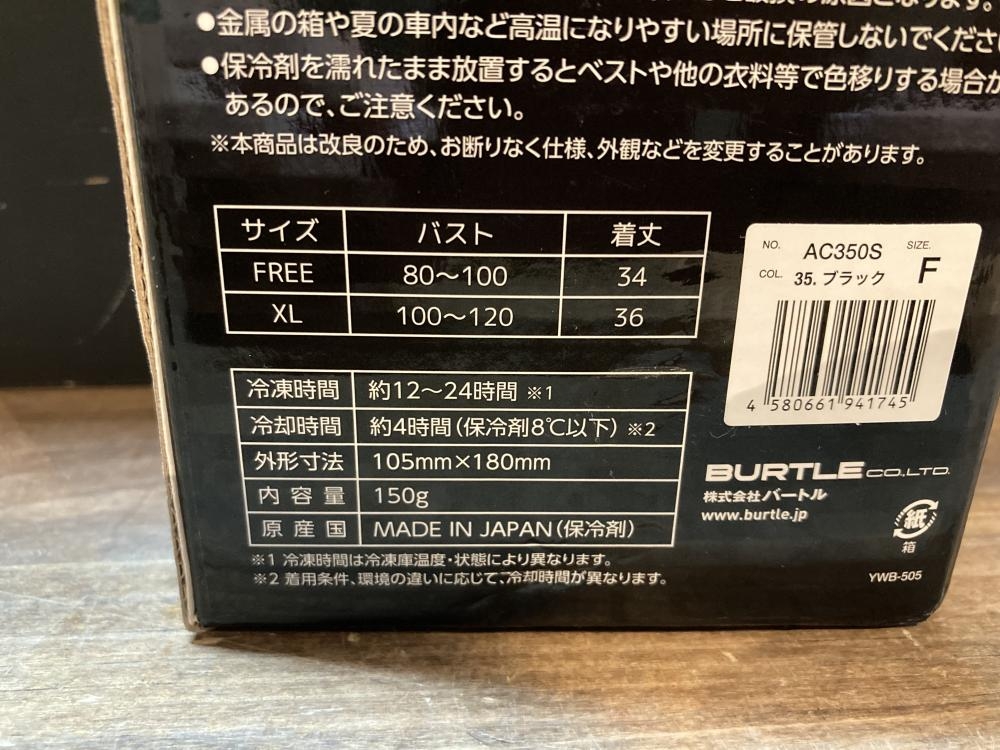 の原因となります。
●金属の箱や夏の車内など高温になりやすい場所に保管しないでくださ
●保冷剤を濡れたまま放置するとベストや他の衣料等で色移りする場合が
あるので、ご注意ください。
※本商品は改良のため、お断りなく仕様、外観などを変更することがあります。
サイズ バスト 着丈
FREE 80～100 34
XL 100～120 36
NO. AC350S SIZE.
COL. 35. ブラック F
4 580661 941745
冷凍時間 約12～24時間 ※1
冷却時間 約4時間（保冷剤8℃以下）※2
外形寸法 105mm×180mm
内容量 150g
原産国 MADE IN JAPAN（保冷剤）
※1 冷凍時間は冷凍庫温度・状態により異なります。
※2 着用条件、環境の違いに応じて、冷却時間が異なります。
BURTLE CO.,LTD.
株式会社バートル
www.burtle.jp
紙
箱
YWB-505